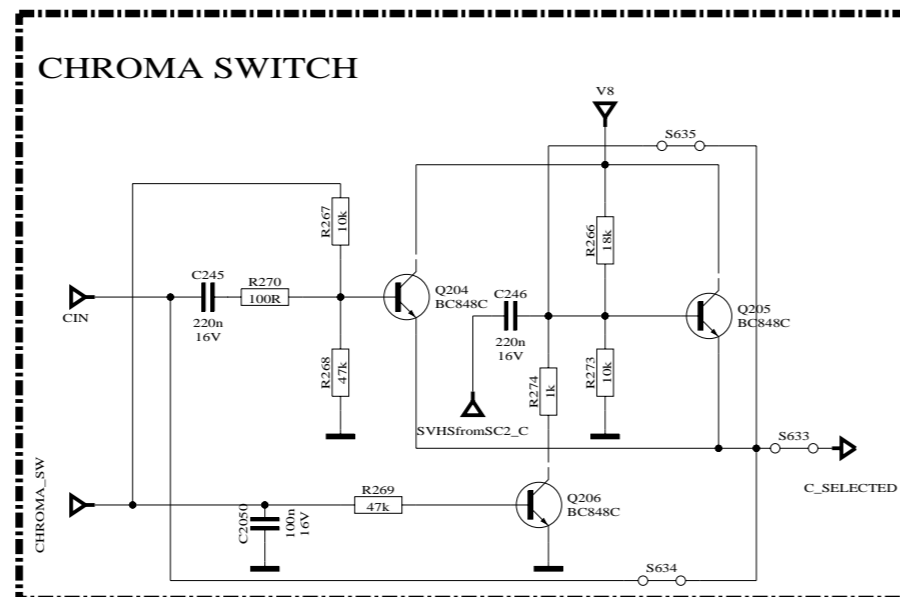 CHROMA SWITCH
V8
S635
R267
10k
R266
18k
C245
220n
16V
R270
100R
Q204
BC848C
C246
220n
16V
Q205
BC848C
CIN
R268
47k
R274
1k
R273
10k
SVHSfromSC2_C
S633
C_SELECTED
CHROMA_SW
C2050
100n
16V
R269
47k
Q206
BC848C
S634